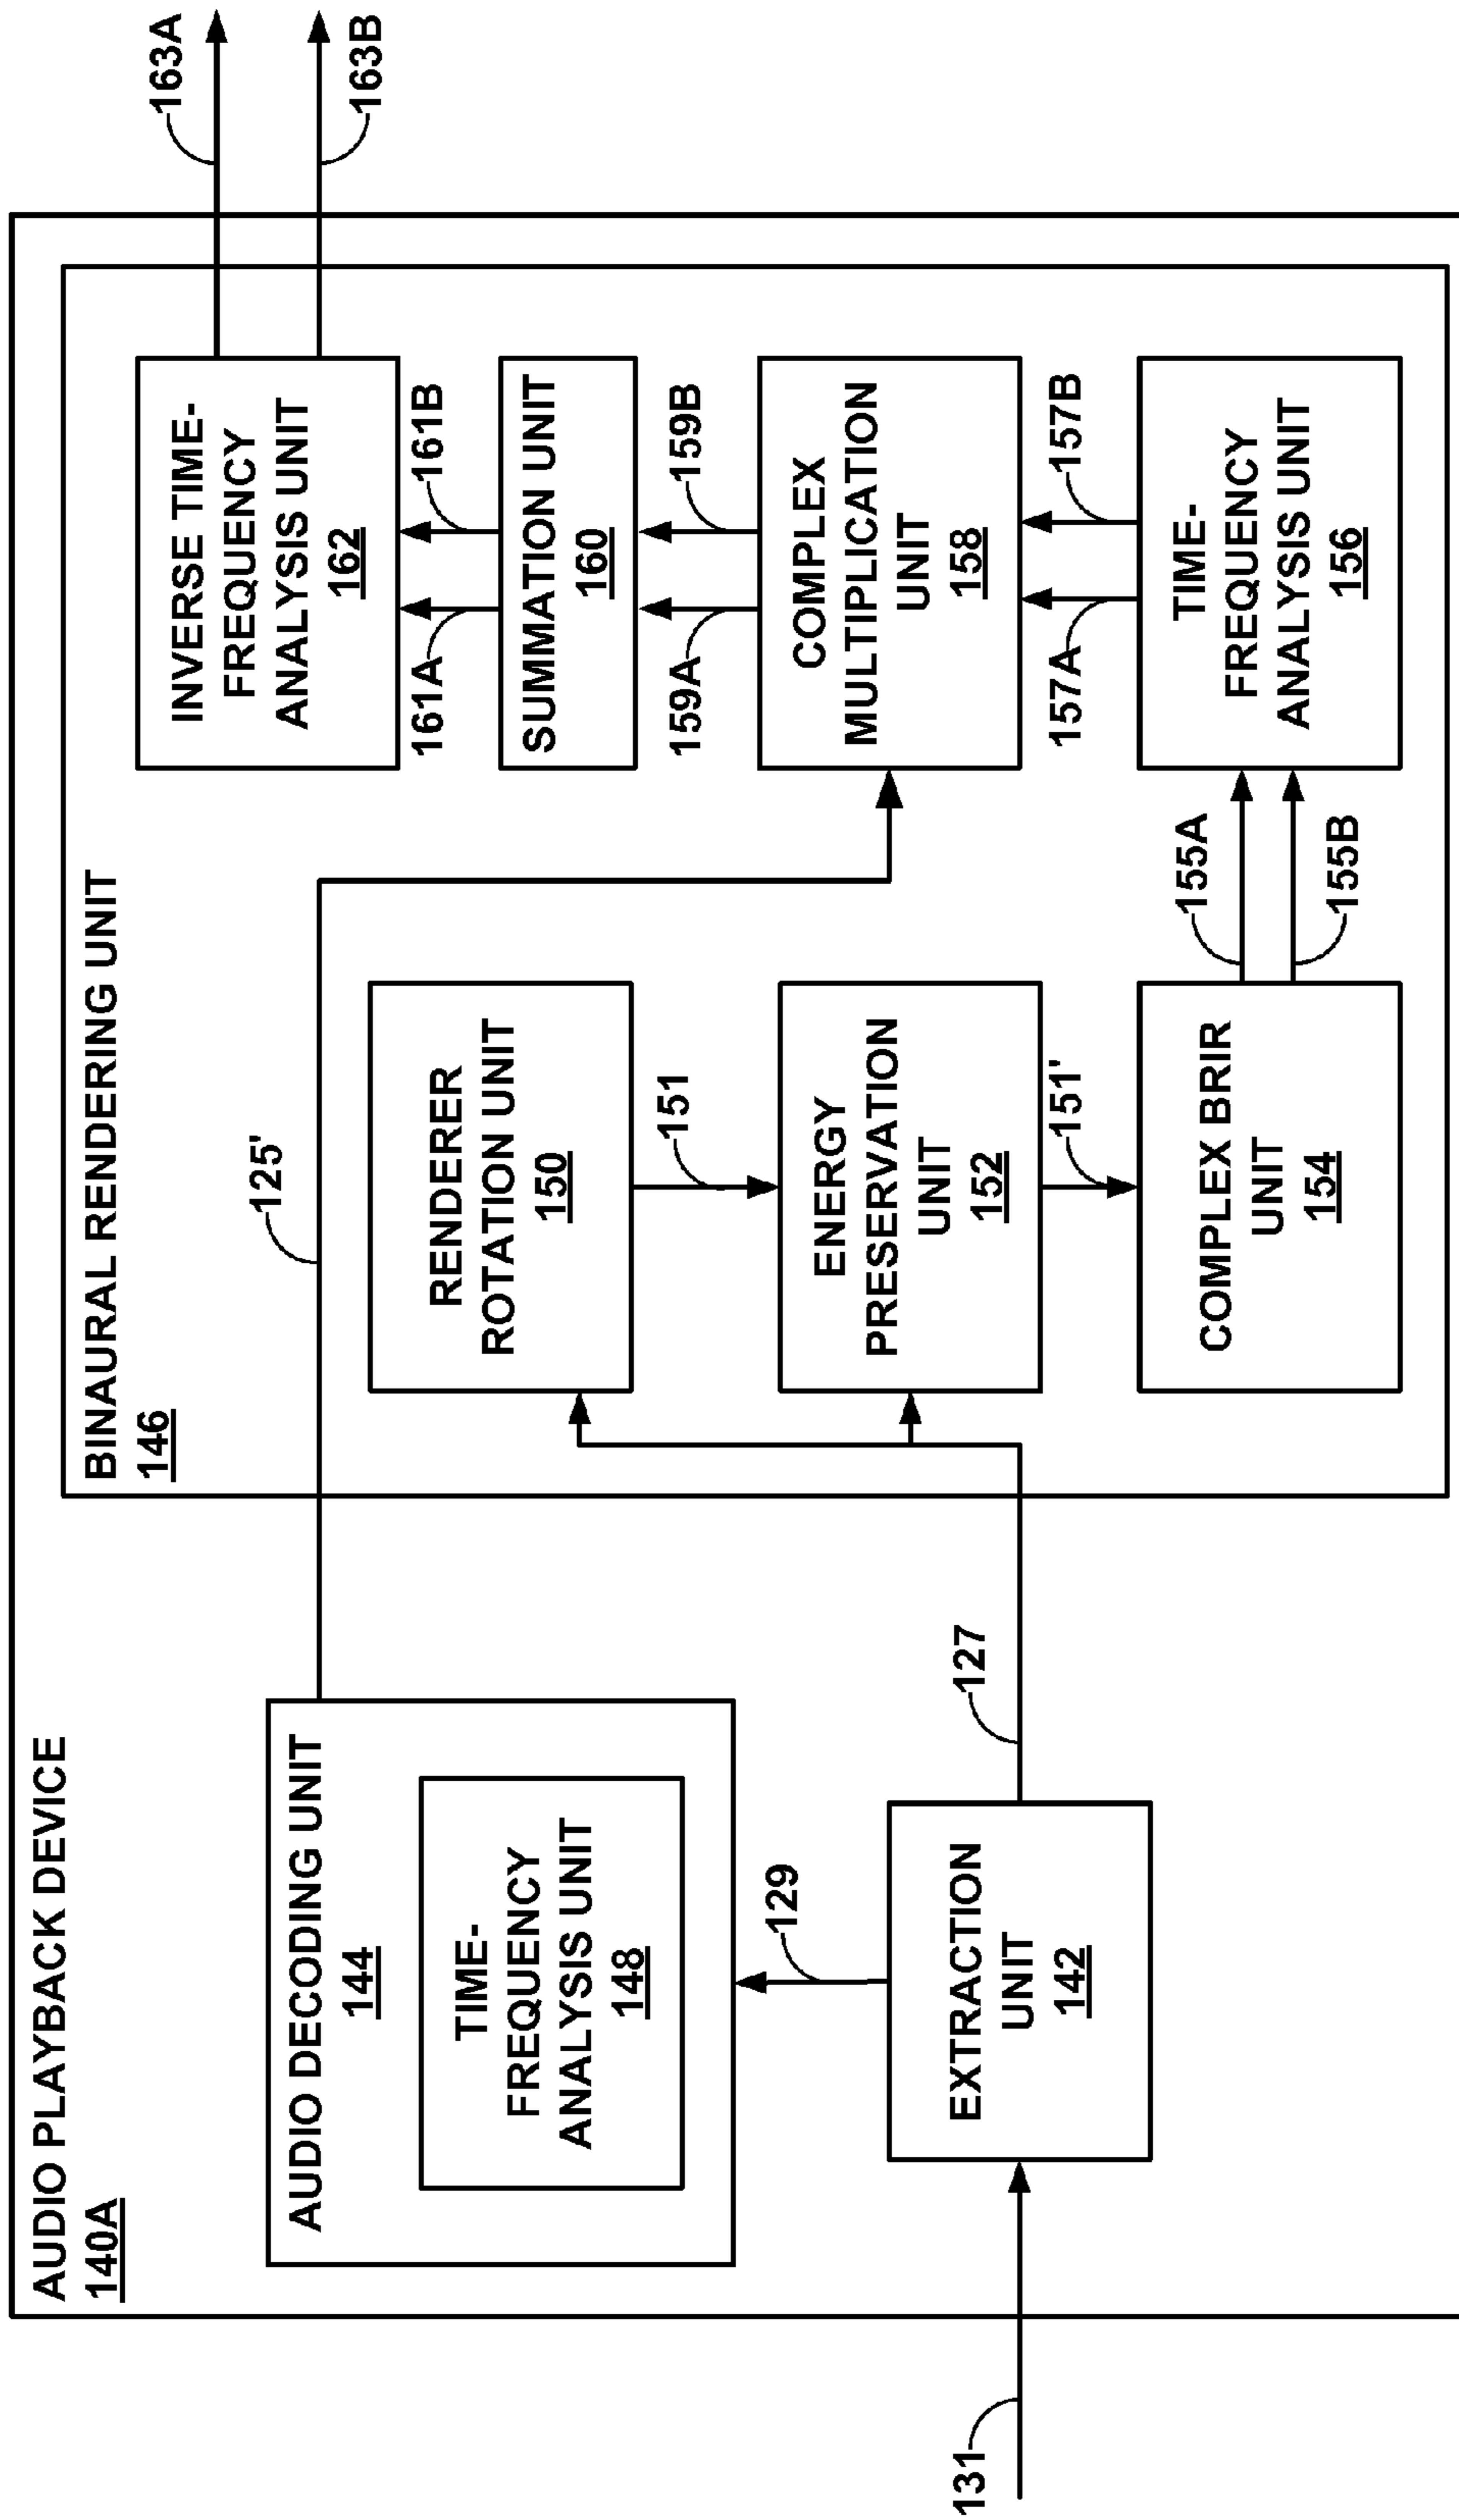 AUDIO PLAYBACK DEVICE
140A
AUDIO DECODING UNIT
144
TIME-
FREQUENCY
ANALYSIS UNIT
148
129
EXTRACTION
UNIT
142
131
127
BINAURAL RENDERING UNIT
146
125'
RENDERER
ROTATION UNIT
150
151
ENERGY
PRESERVATION
UNIT
152
151'
COMPLEX BRIR
UNIT
154
155A
155B
INVERSE TIME-
FREQUENCY
ANALYSIS UNIT
162
161A
161B
SUMMATION UNIT
160
159A
159B
COMPLEX
MULTIPLICATION
UNIT
158
157A
157B
TIME-
FREQUENCY
ANALYSIS UNIT
156
163A
163B